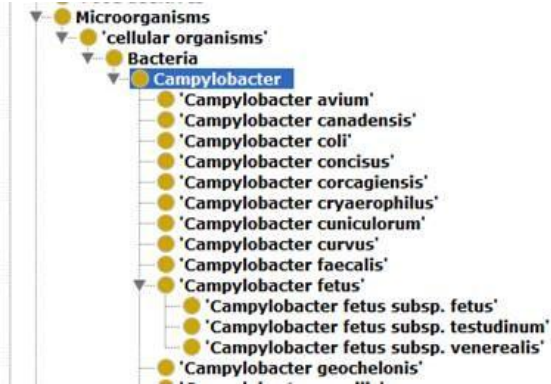 Microorganisms
'cellular organisms'
Bacteria
Campylobacter
'Campylobacter avium'
'Campylobacter canadensis'
'Campylobacter coli'
'Campylobacter concisus'
'Campylobacter corcagiensis'
'Campylobacter cryaerophilus'
'Campylobacter cuniculorum'
'Campylobacter curvus'
'Campylobacter faecalis'
'Campylobacter fetus'
'Campylobacter fetus subsp. fetus'
'Campylobacter fetus subsp. testudinum'
'Campylobacter fetus subsp. venerealis'
'Campylobacter geochelonis'